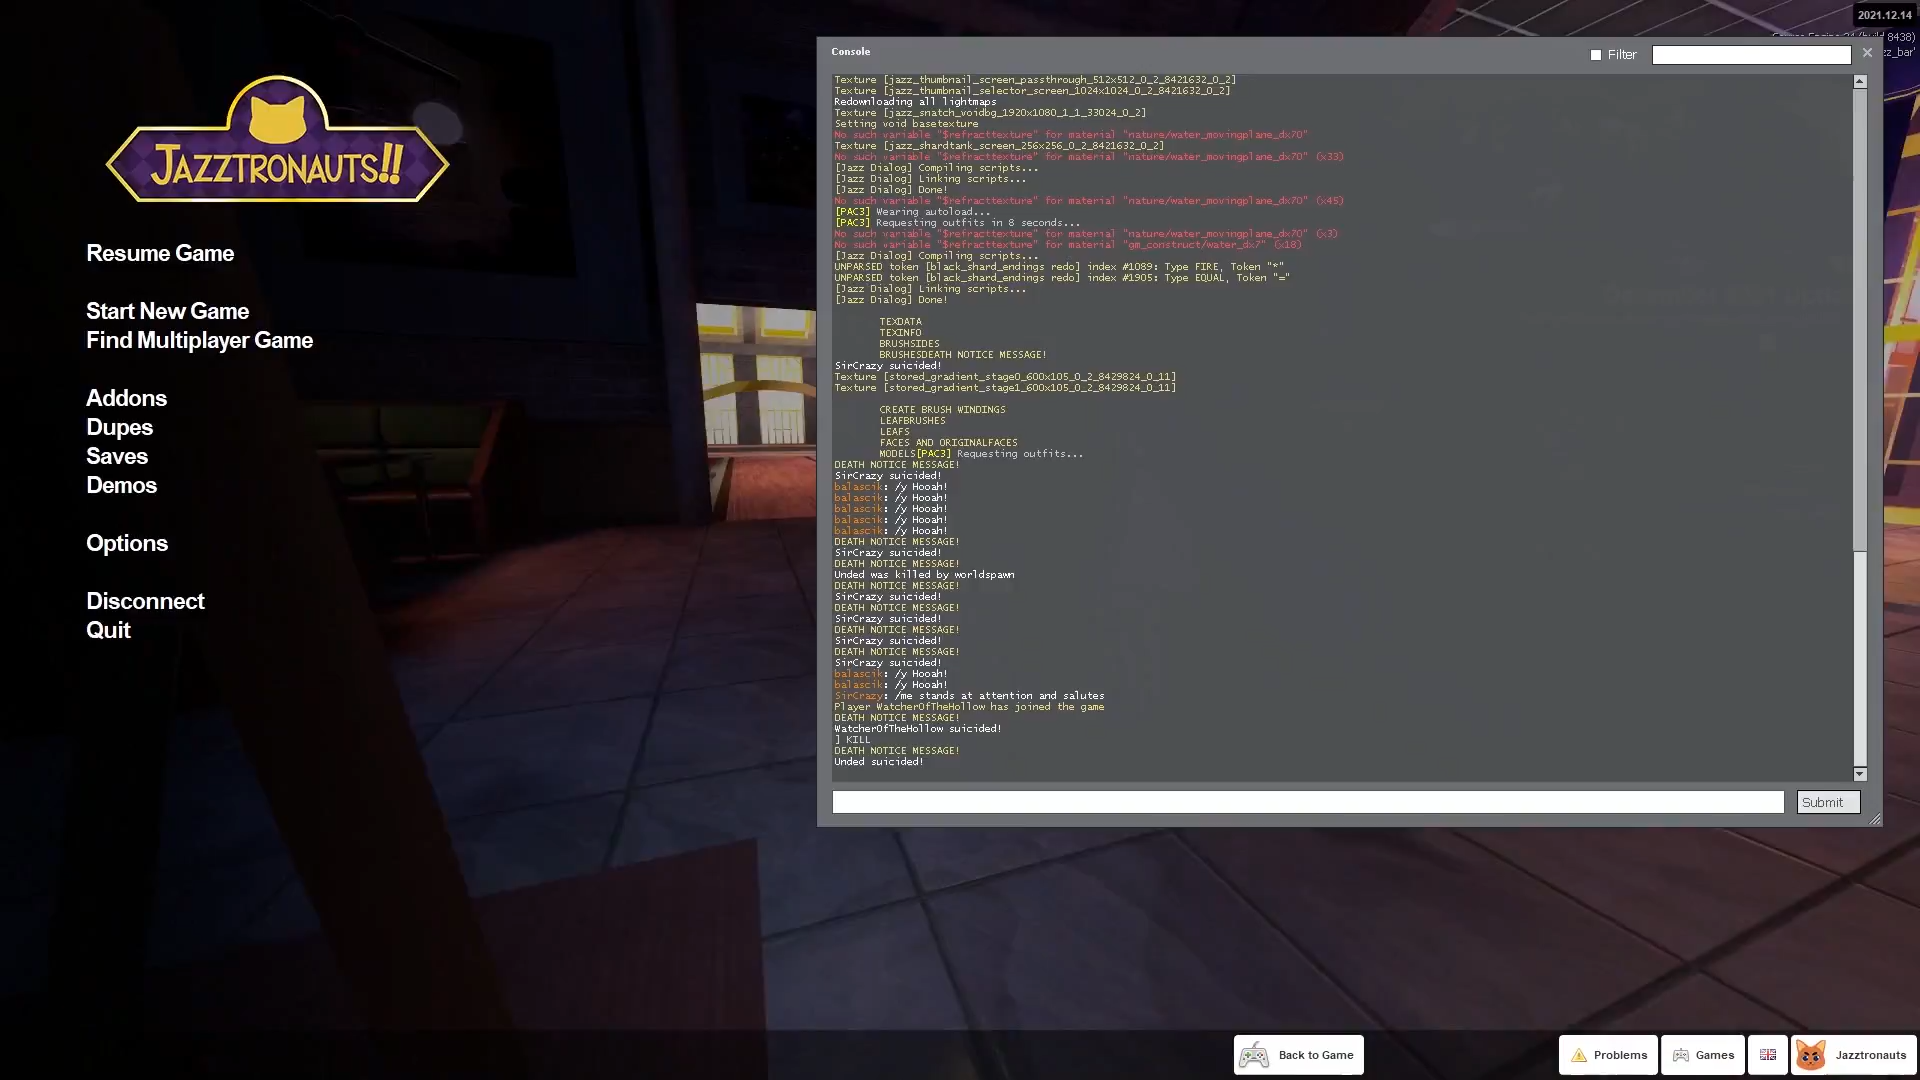 2021.12.14
8438)
zz_bar'
JAZZTRONAUTS!!
Resume Game
Start New Game
Find Multiplayer Game
Addons
Dupes
Saves
Demos
Options
Disconnect
Quit
Console
Filter
Texture [jazz_thumbnail_screen_passthrough_512x512_0_2_8421632_0_2]
Texture [jazz_thumbnail_selector_screen_1024x1024_0_2_8421632_0_2]
Redownloading all lightmaps
Texture [jazz_snatch_voidbg_1920x1080_1_1_33024_0_2]
Setting void basetexture
No such variable "$refracttexture" for material "nature/water_movingplane_dx70"
Texture [jazz_shardtank_screen_256x256_0_2_8421632_0_2]
No such variable "$refracttexture" for material "nature/water_movingplane_dx70" (x33)
[Jazz Dialog] Compiling scripts...
[Jazz Dialog] Linking scripts...
[Jazz Dialog] Done!
No such variable "$refracttexture" for material "nature/water_movingplane_dx70" (x45)
[PAC3] Wearing autoload...
[PAC3] Requesting outfits in 8 seconds...
No such variable "$refracttexture" for material "nature/water_movingplane_dx70" (x3)
No such variable "$refracttexture" for material "gm_construct/water_dx7" (x18)
[Jazz Dialog] Compiling scripts...
UNPARSED token [black_shard_endings redo] index #1089: Type FIRE, Token "*"
UNPARSED token [black_shard_endings redo] index #1905: Type EQUAL, Token "="
[Jazz Dialog] Linking scripts...
[Jazz Dialog] Done!
TEXDATA
TEXINFO
BRUSHSIDES
BRUSHESDEATH NOTICE MESSAGE!
SirCrazy suicided!
Texture [stored_gradient_stage0_600x105_0_2_8429824_0_11]
Texture [stored_gradient_stage1_600x105_0_2_8429824_0_11]
CREATE BRUSH WINDINGS
LEAFBRUSHES
LEAFS
FACES AND ORIGINALFACES
MODELS[PAC3] Requesting outfits...
DEATH NOTICE MESSAGE!
SirCrazy suicided!
balascik: /y Hooah!
balascik: /y Hooah!
balascik: /y Hooah!
balascik: /y Hooah!
balascik: /y Hooah!
DEATH NOTICE MESSAGE!
SirCrazy suicided!
DEATH NOTICE MESSAGE!
Unded was killed by worldspawn
DEATH NOTICE MESSAGE!
SirCrazy suicided!
DEATH NOTICE MESSAGE!
SirCrazy suicided!
DEATH NOTICE MESSAGE!
SirCrazy suicided!
DEATH NOTICE MESSAGE!
SirCrazy suicided!
balascik: /y Hooah!
balascik: /y Hooah!
SirCrazy: /me stands at attention and salutes
Player WatcherOfTheHollow has joined the game
DEATH NOTICE MESSAGE!
WatcherOfTheHollow suicided!
] KILL
DEATH NOTICE MESSAGE!
Unded suicided!
Submit
Back to Game
Problems
Games
Jazztronauts